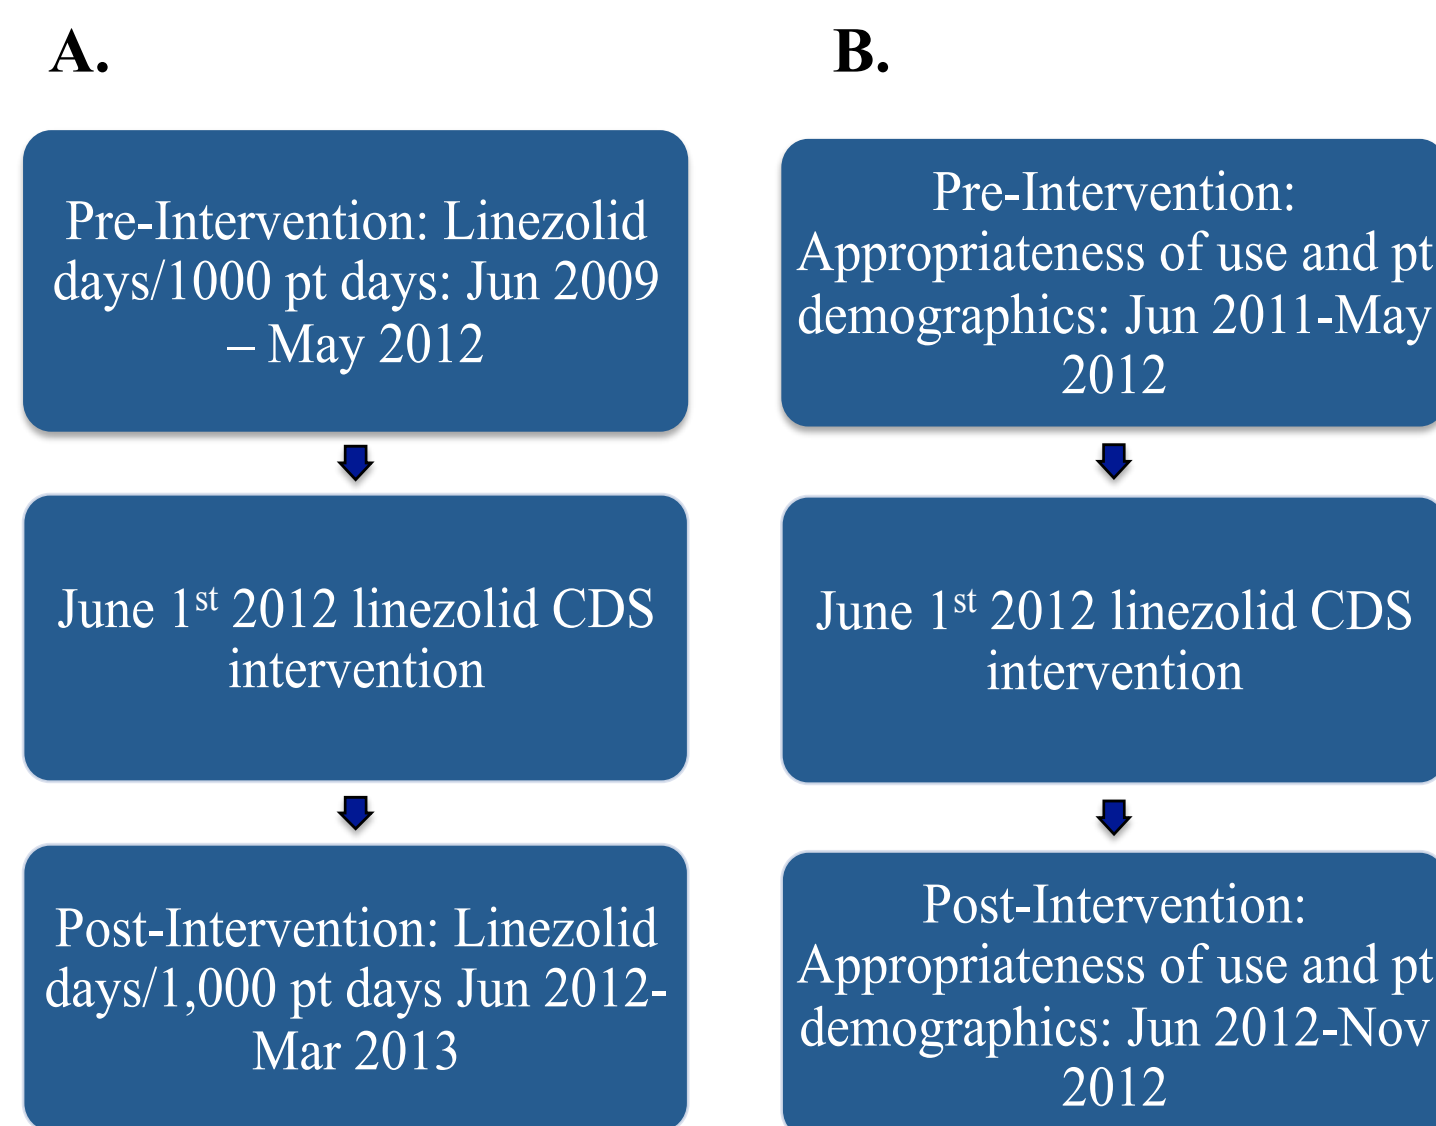 A.
Pre-Intervention: Linezolid
days/1000 pt days: Jun 2009
– May 2012
June 1st 2012 linezolid CDS
intervention
Post-Intervention: Linezolid
days/1,000 pt days Jun 2012-
Mar 2013
B.
Pre-Intervention:
Appropriateness of use and pt
demographics: Jun 2011-May
2012
June 1st 2012 linezolid CDS
intervention
Post-Intervention:
Appropriateness of use and pt
demographics: Jun 2012-Nov
2012